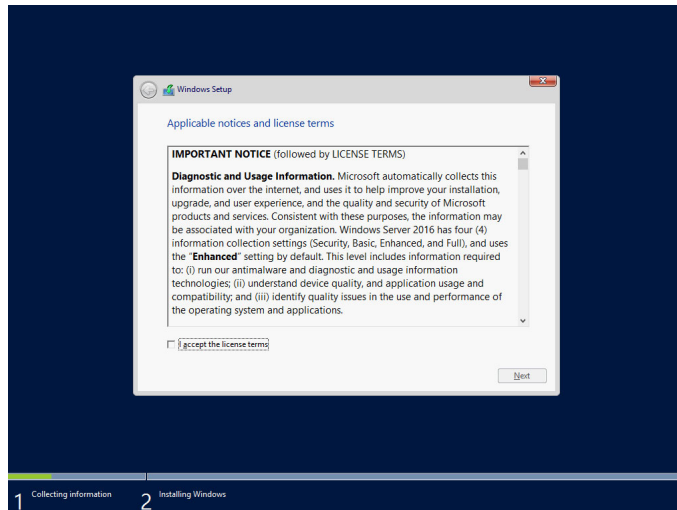 Windows Setup
Applicable notices and license terms
IMPORTANT NOTICE (followed by LICENSE TERMS)
Diagnostic and Usage Information. Microsoft automatically collects this
information over the internet, and uses it to help improve your installation,
upgrade, and user experience, and the quality and security of Microsoft
products and services. Consistent with these purposes, the information may
be associated with your organization. Windows Server 2016 has four (4)
information collection settings (Security, Basic, Enhanced, and Full), and uses
the “Enhanced” setting by default. This level includes information required
to: (i) run our antimalware and diagnostic and usage information
technologies; (ii) understand device quality, and application usage and
compatibility; and (iii) identify quality issues in the use and performance of
the operating system and applications.
I accept the license terms
Next
1 Collecting information
2 Installing Windows